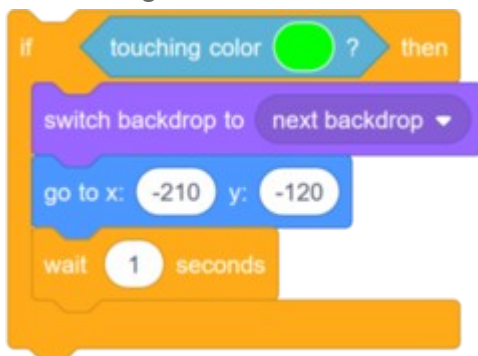 if touching color ? then
switch backdrop to next backdrop
go to x: -210 y: -120
wait 1 seconds